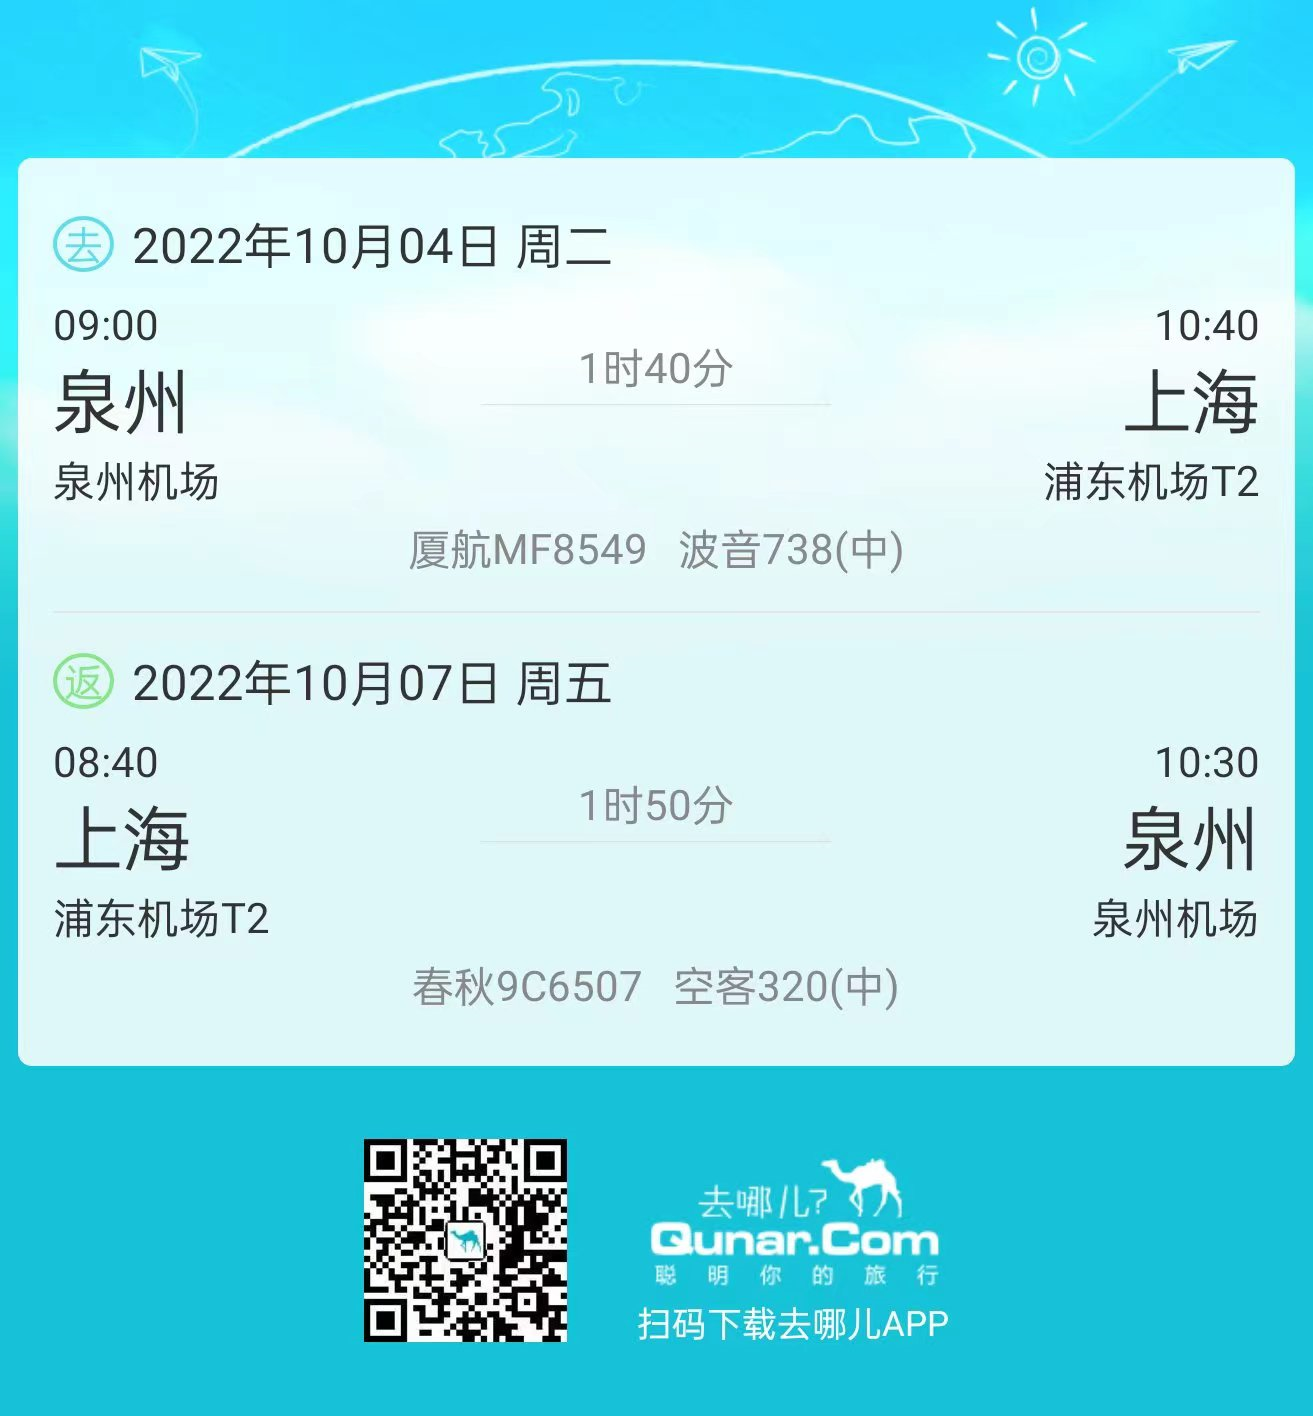 去 2022年10月04日 周二
09:00 10:40
1时40分
泉州 上海
泉州机场 浦东机场T2
厦航MF8549 波音738(中)
返 2022年10月07日 周五
08:40 10:30
1时50分
上海 泉州
浦东机场T2 泉州机场
春秋9C6507 空客320(中)
去哪儿?
Qunar.Com
聪明你的旅行
扫码下载去哪儿APP